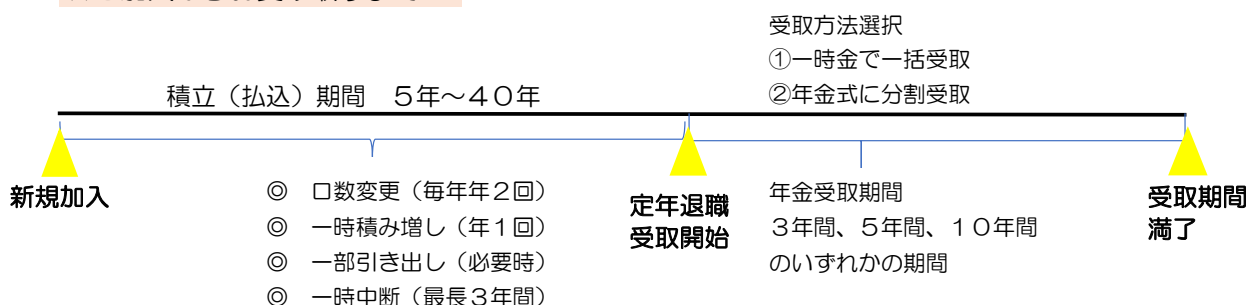 受取方法選択
①一時金で一括受取
②年金式に分割受取
積立（払込）期間　５年～４０年
新規加入
◎　口数変更（毎年年２回）
◎　一時積み増し（年１回）
◎　一部引き出し（必要時）
◎　一時中断（最長３年間）
定年退職
受取開始
年金受取期間
３年間、５年間、１０年間
のいずれかの期間
受取期間
満了